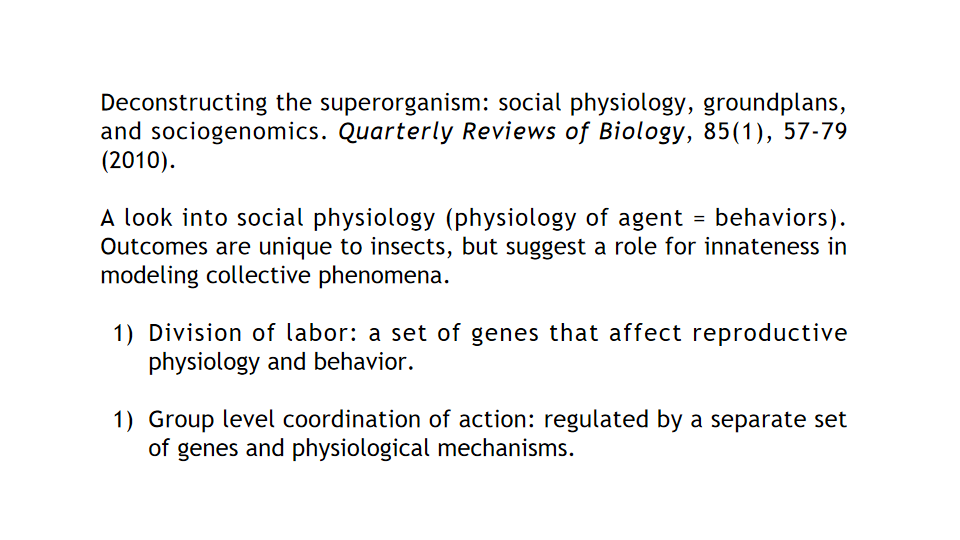 Deconstructing the superorganism: social physiology, groundplans,
and sociogenomics. Quarterly Reviews of Biology, 85(1), 57-79
(2010).
A look into social physiology (physiology of agent = behaviors).
Outcomes are unique to insects, but suggest a role for innateness in
modeling collective phenomena.
1) Division of labor: a set of genes that affect reproductive
physiology and behavior.
1) Group level coordination of action: regulated by a separate set
of genes and physiological mechanisms.